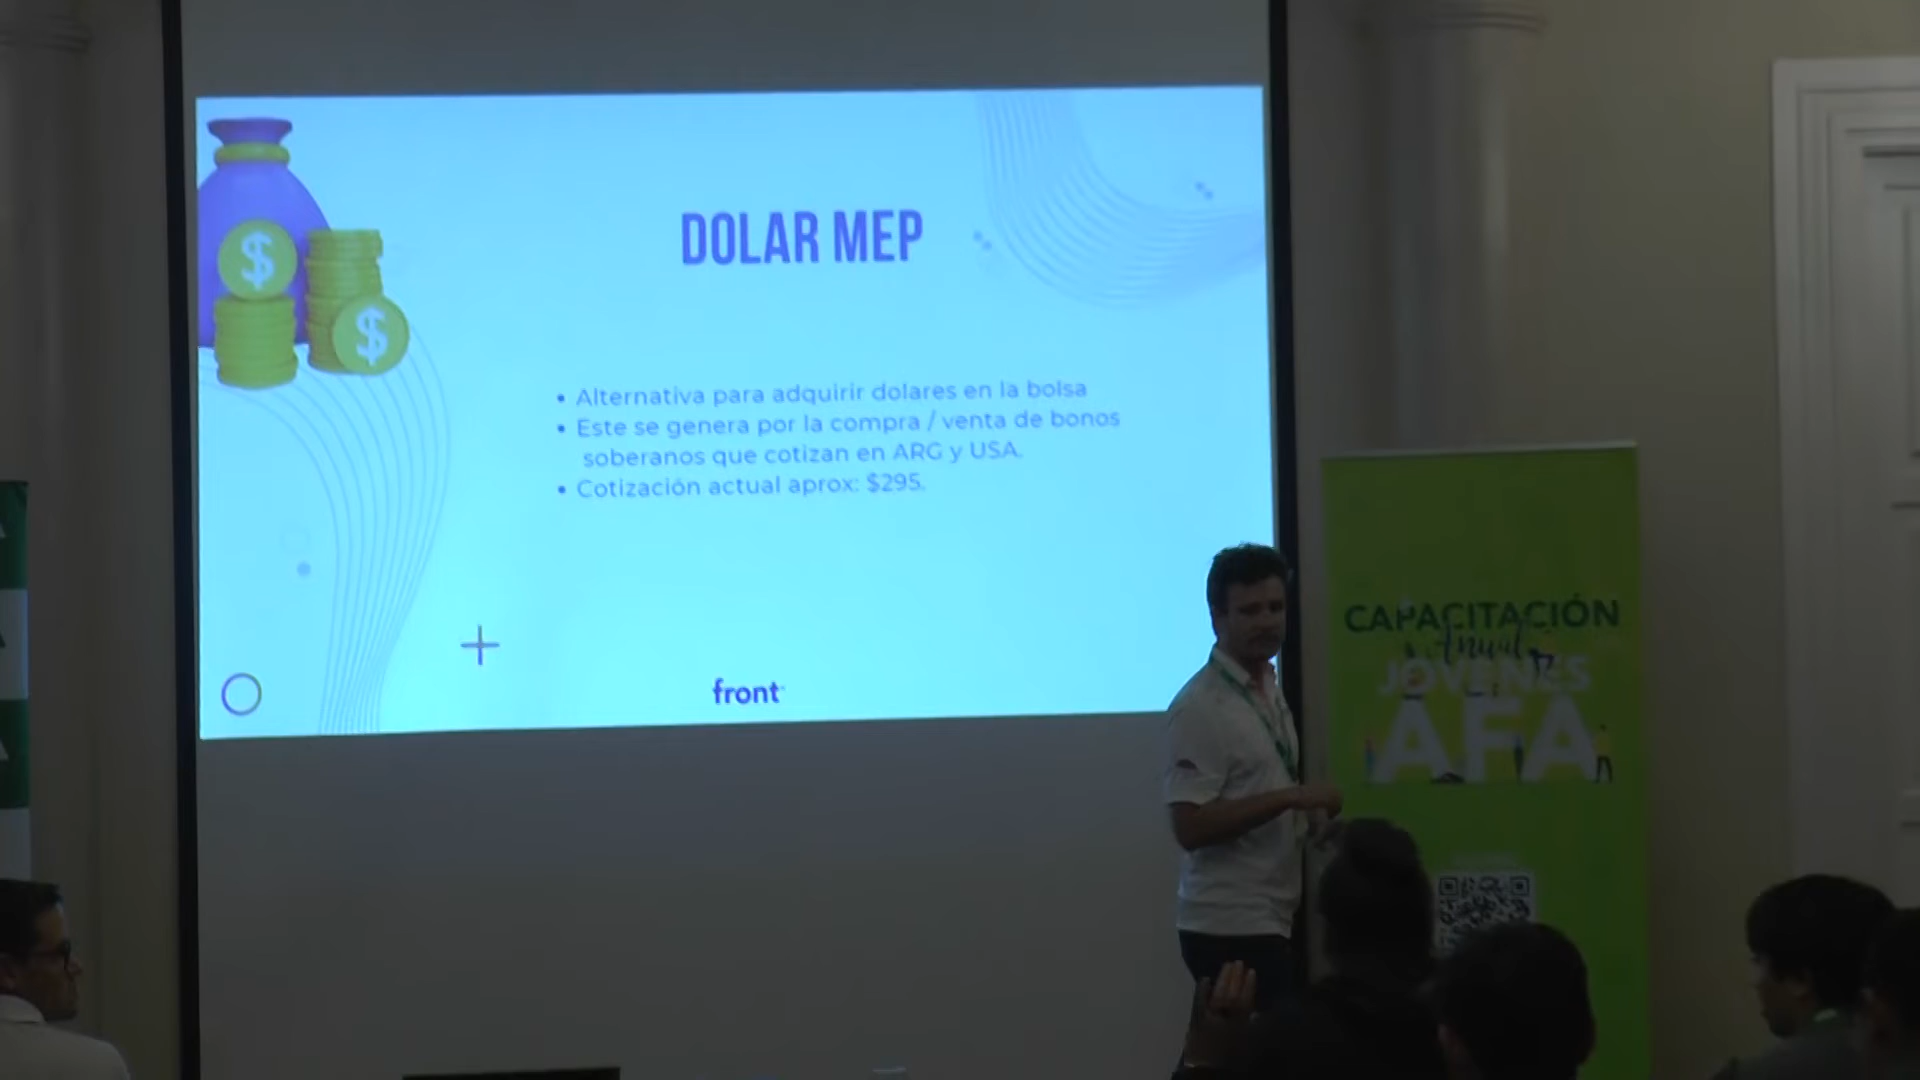 DOLAR MEP
• Alternativa para adquirir dolares en la bolsa
• Este se genera por la compra / venta de bonos
soberanos que cotizan en ARG y USA.
• Cotización actual aprox: $295.
front
CAPACITACIÓN
Anual
JOVENES
AFA